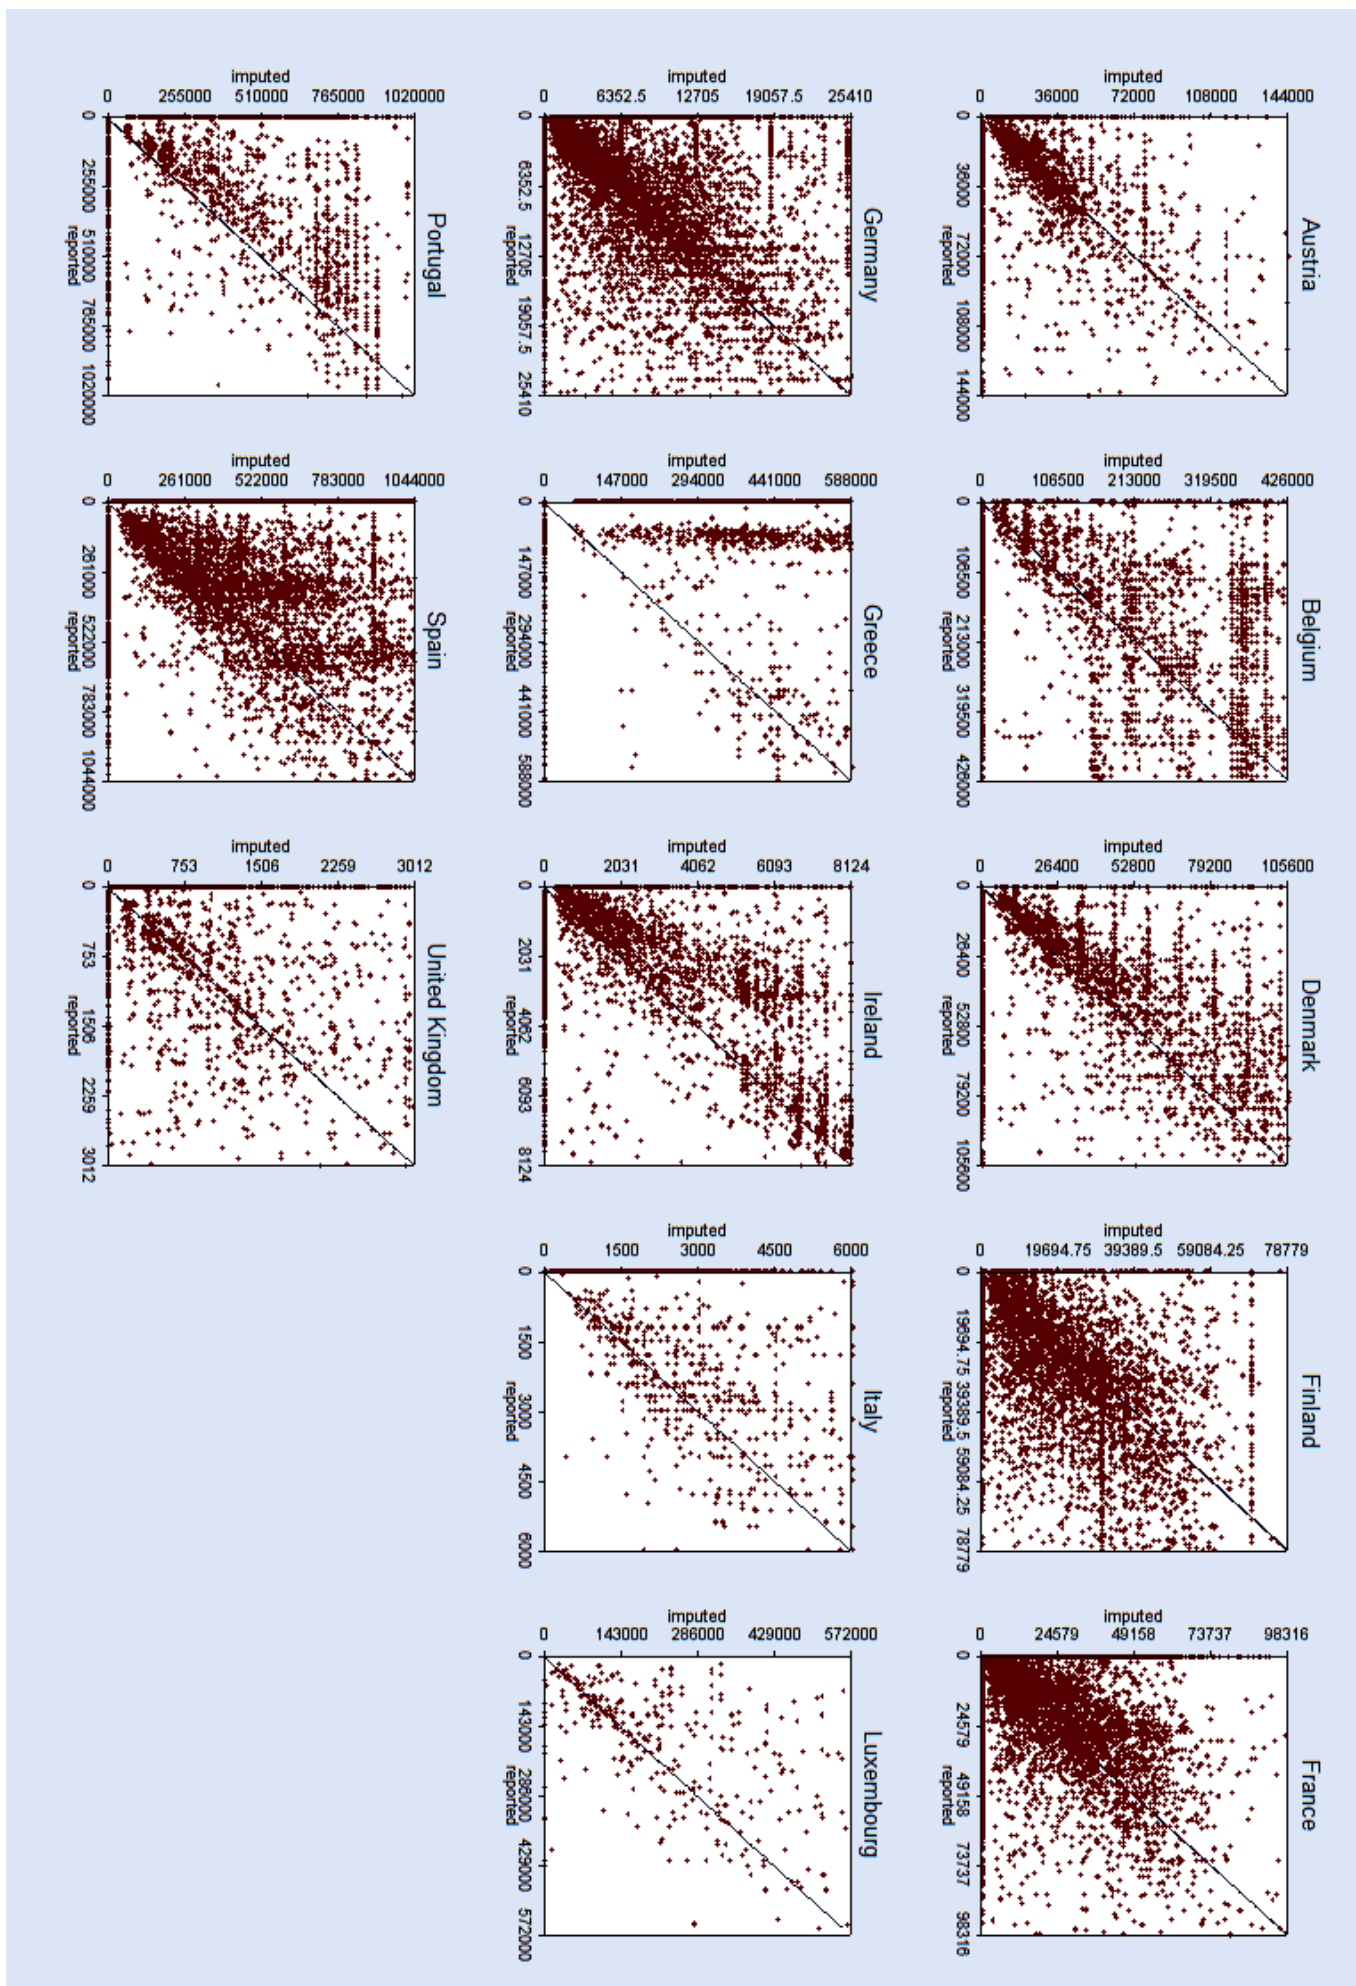 Austria
imputed
0 36000 72000 108000 144000
0 36000 72000 108000 144000
reported
Belgium
imputed
0 106500 213000 319500 426000
0 106500 213000 319500 426000
reported
Denmark
imputed
0 26400 52800 79200 105600
0 26400 52800 79200 105600
reported
Finland
imputed
0 19694.75 39389.5 59084.25 78779
0 19694.75 39389.5 59084.25 78779
reported
France
imputed
0 24579 49158 73737 98316
0 24579 49158 73737 98316
reported
Germany
imputed
0 6352.5 12705 19057.5 25410
0 6352.5 12705 19057.5 25410
reported
Greece
imputed
0 147000 294000 441000 588000
0 147000 294000 441000 588000
reported
Ireland
imputed
0 2031 4062 6093 8124
0 2031 4062 6093 8124
reported
Italy
imputed
0 1500 3000 4500 6000
0 1500 3000 4500 6000
reported
Luxembourg
imputed
0 143000 286000 429000 572000
0 143000 286000 429000 572000
reported
Portugal
imputed
0 255000 510000 765000 1020000
0 255000 510000 765000 1020000
reported
Spain
imputed
0 261000 522000 783000 1044000
0 261000 522000 783000 1044000
reported
United Kingdom
imputed
0 753 1506 2259 3012
0 753 1506 2259 3012
reported